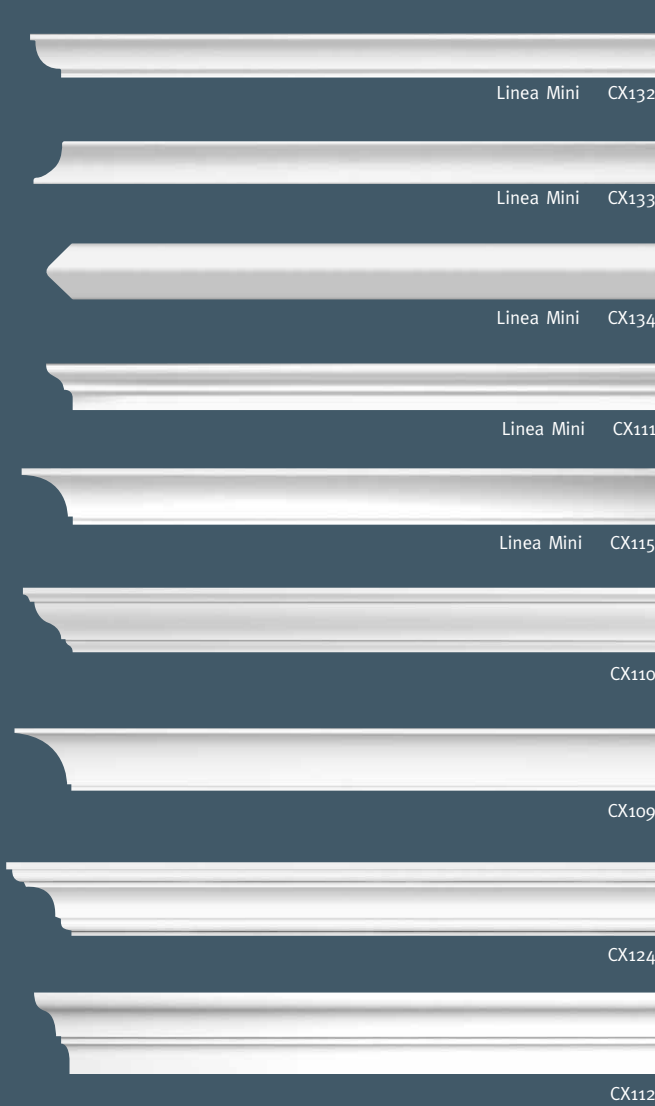 Linea Mini CX132
Linea Mini CX133
Linea Mini CX134
Linea Mini CX111
Linea Mini CX115
CX110
CX109
CX124
CX112